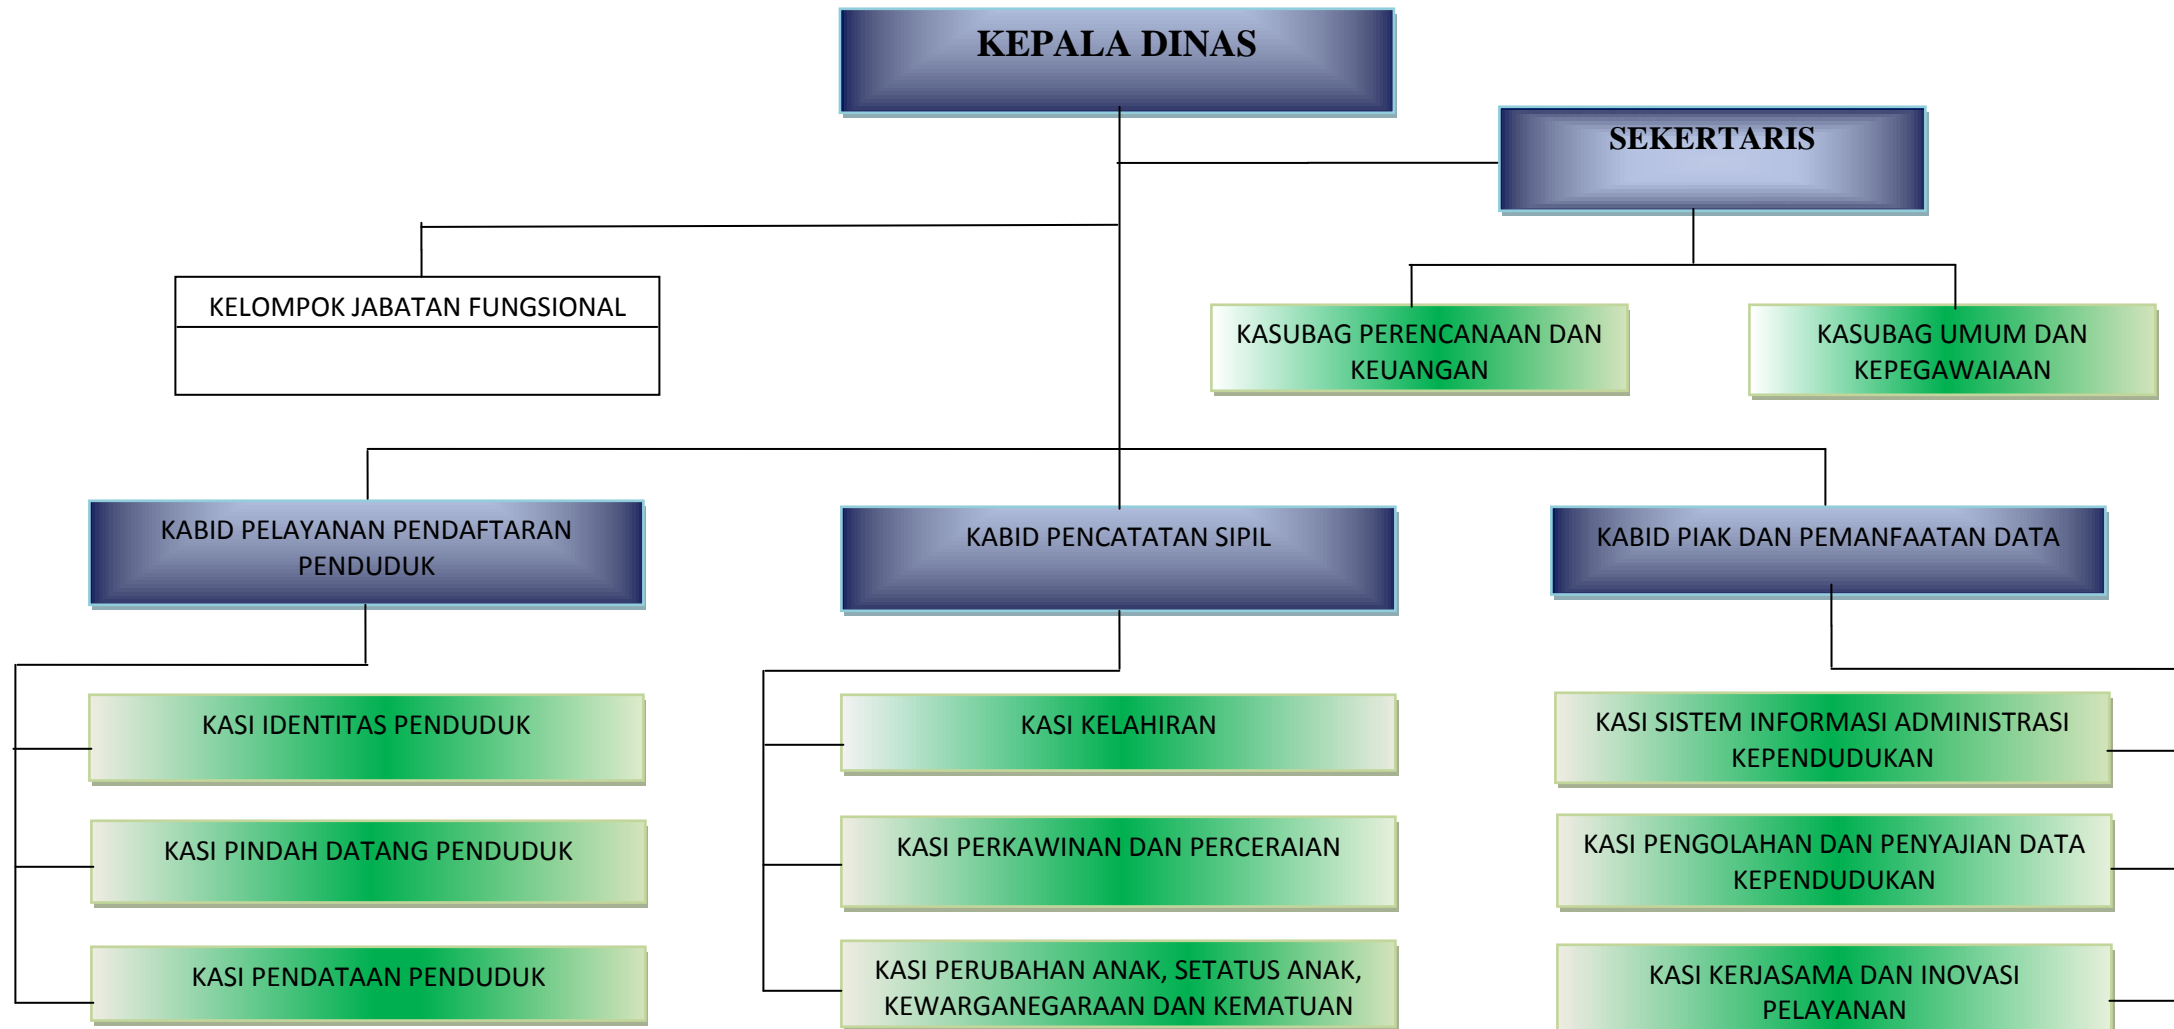 KEPALA DINAS
SEKERTARIS
KELOMPOK JABATAN FUNGSIONAL
KASUBAG PERENCANAAN DAN
KEUANGAN
KASUBAG UMUM DAN
KEPEGAWAIAAN
KABID PELAYANAN PENDAFTARAN
PENDUDUK
KABID PENCATATAN SIPIL
KABID PIAK DAN PEMANFAATAN DATA
KASI IDENTITAS PENDUDUK
KASI PINDAH DATANG PENDUDUK
KASI PENDATAAN PENDUDUK
KASI KELAHIRAN
KASI PERKAWINAN DAN PERCERAIAN
KASI PERUBAHAN ANAK, SETATUS ANAK,
KEWARGANEGARAAN DAN KEMATUAN
KASI SISTEM INFORMASI ADMINISTRASI
KEPENDUDUKAN
KASI PENGOLAHAN DAN PENYAJIAN DATA
KEPENDUDUKAN
KASI KERJASAMA DAN INOVASI
PELAYANAN